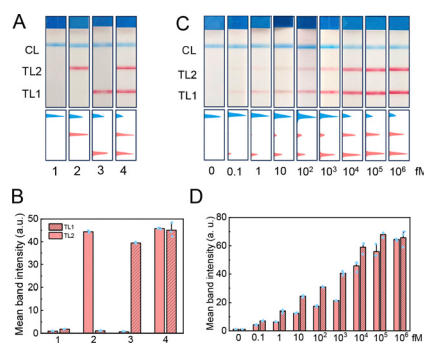 A
CL
TL2
TL1
1 2 3 4
C
CL
TL2
TL1
0 0.1 1 10 10² 10³ 10⁴ 10⁵ 10⁶ fM
B
Mean band intensity (a. u.)
50
40
30
20
10
0
TL1
TL2
1 2 3 4
D
Mean band intensity (a. u.)
80
60
40
20
0
0 0.1 1 10 10² 10³ 10⁴ 10⁵ 10⁶ fM